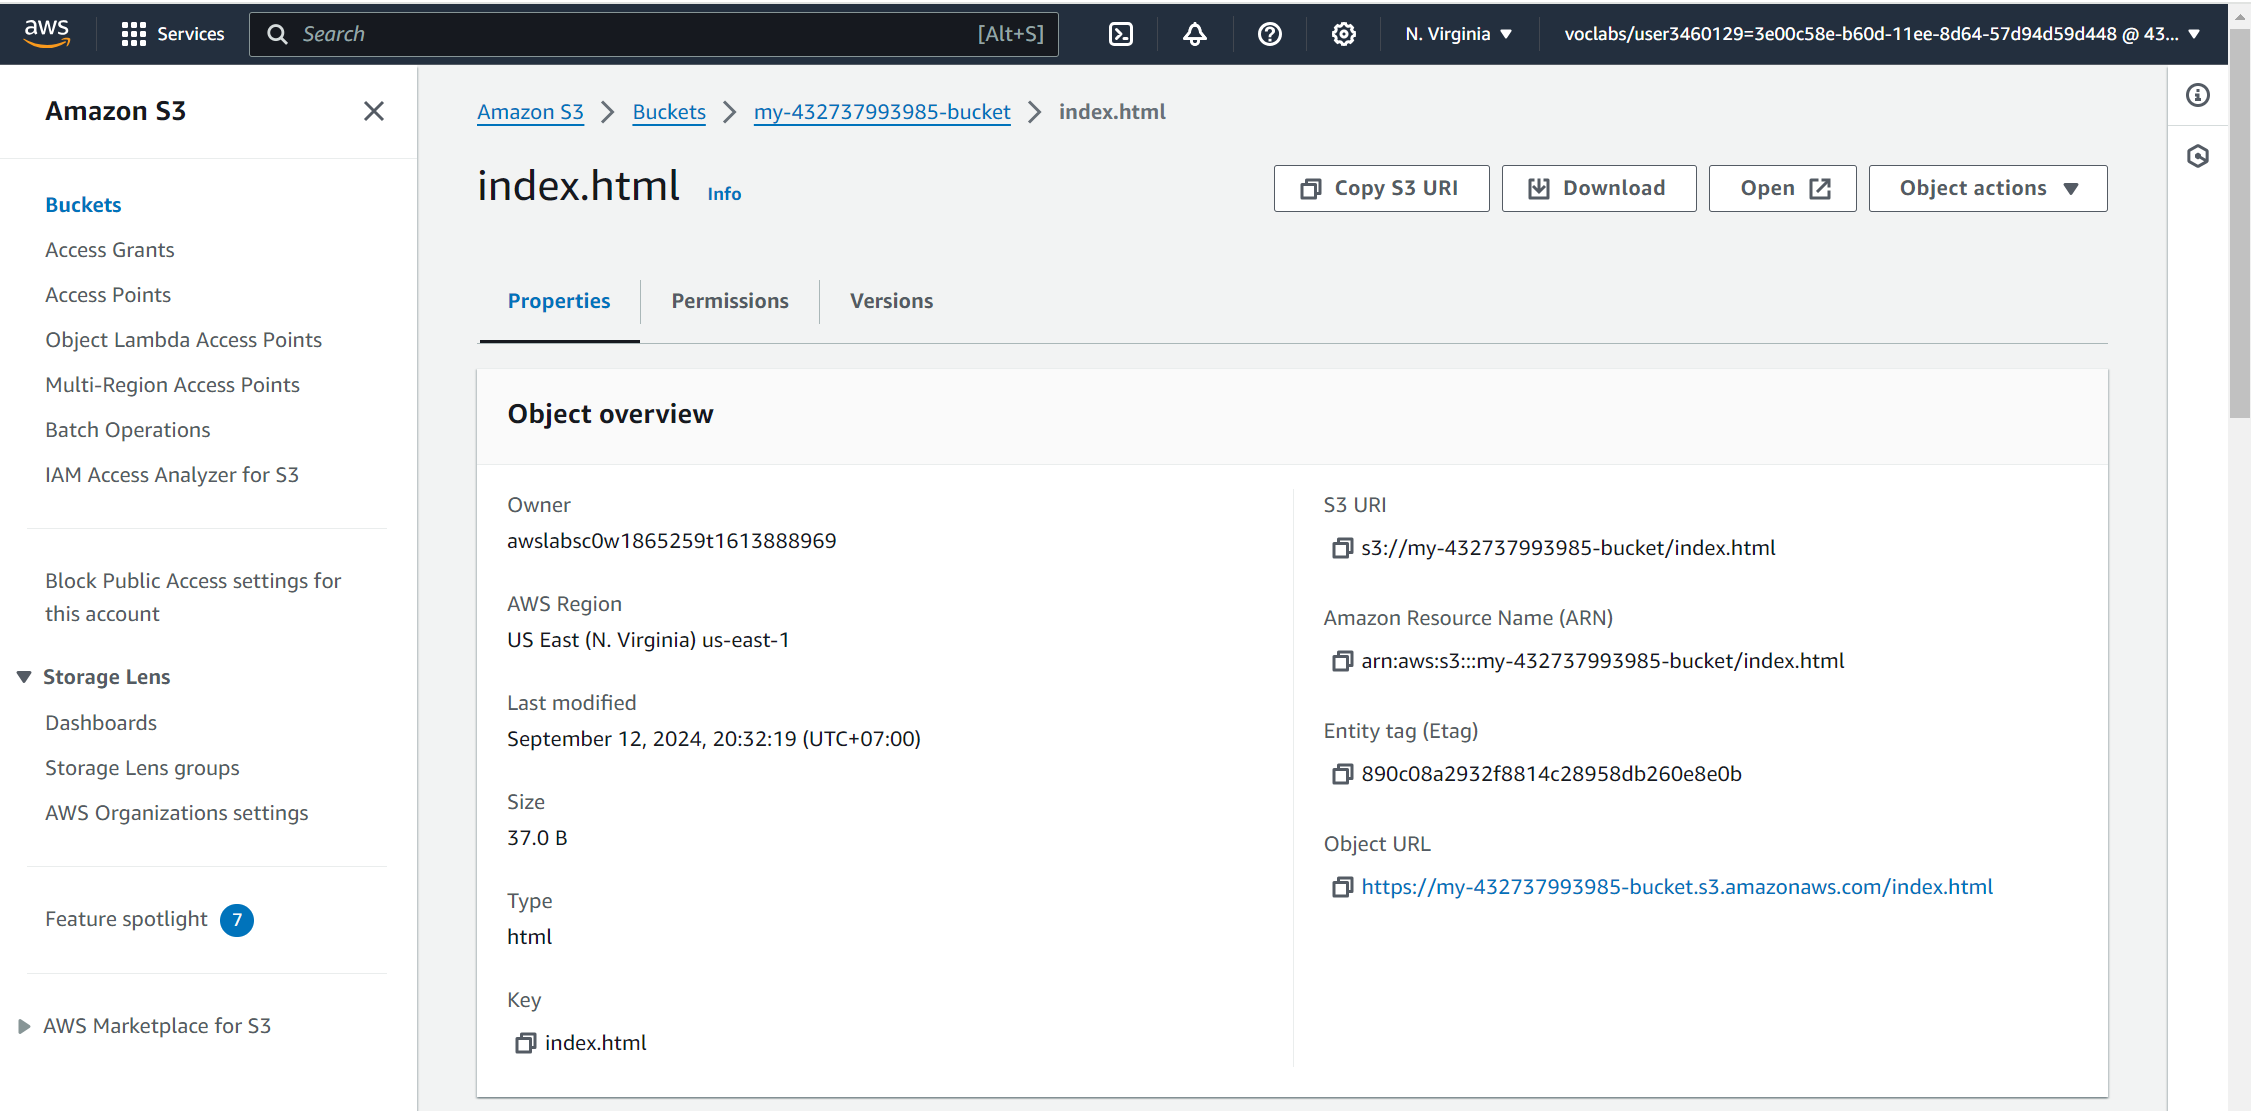 aws
Services
Search
[Alt+S]
N. Virginia
voclabs/user3460129=3e00c58e-b60d-11ee-8d64-57d94d59d448 @ 43...
Amazon S3
Buckets
Access Grants
Access Points
Object Lambda Access Points
Multi-Region Access Points
Batch Operations
IAM Access Analyzer for S3
Block Public Access settings for
this account
Storage Lens
Dashboards
Storage Lens groups
AWS Organizations settings
Feature spotlight 7
AWS Marketplace for S3
Amazon S3 > Buckets > my-432737993985-bucket > index.html
index.html Info
Copy S3 URI
Download
Open
Object actions
Properties
Permissions
Versions
Object overview
Owner
awslabsc0w1865259t1613888969
AWS Region
US East (N. Virginia) us-east-1
Last modified
September 12, 2024, 20:32:19 (UTC+07:00)
Size
37.0 B
Type
html
Key
index.html
S3 URI
s3://my-432737993985-bucket/index.html
Amazon Resource Name (ARN)
arn:aws:s3:::my-432737993985-bucket/index.html
Entity tag (Etag)
890c08a2932f8814c28958db260e8e0b
Object URL
https://my-432737993985-bucket.s3.amazonaws.com/index.html